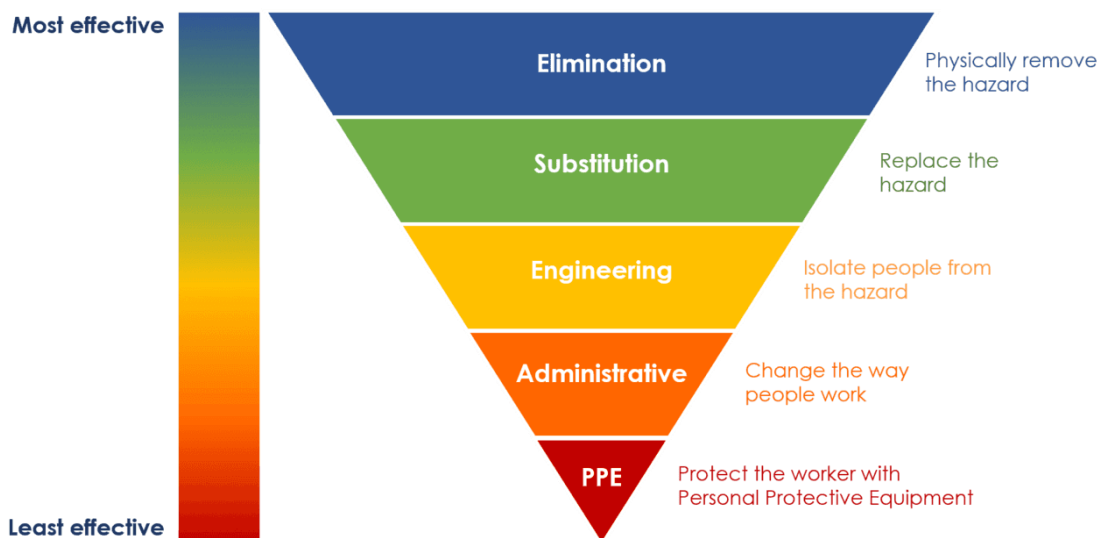 Most effective
Elimination
Physically remove
the hazard
Substitution
Replace the
hazard
Engineering
Isolate people from
the hazard
Administrative
Change the way
people work
PPE
Protect the worker with
Personal Protective Equipment
Least effective